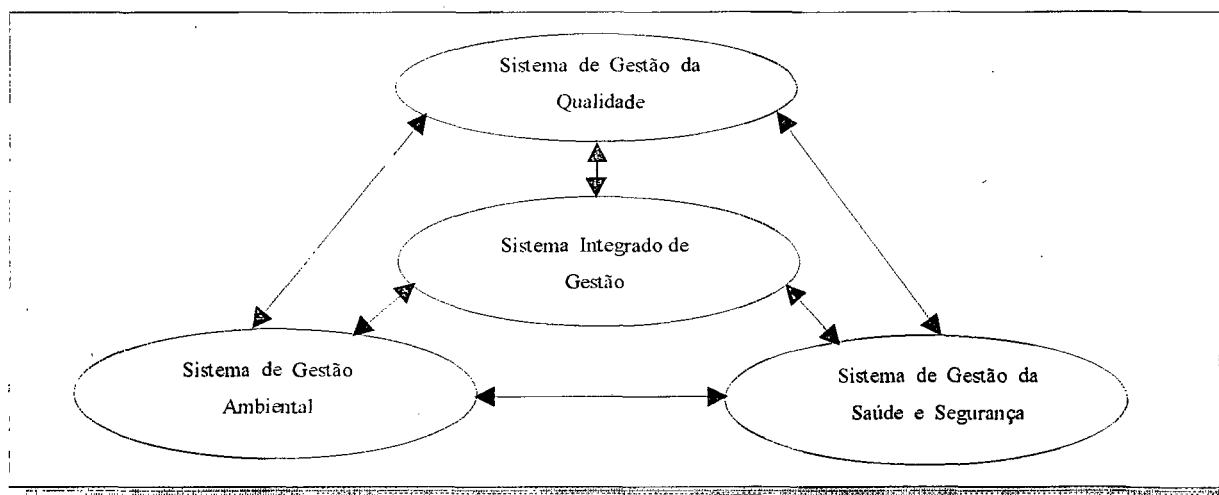 Sistema de Gestão da
Qualidade
Sistema Integrado de
Gestão
Sistema de Gestão
Ambiental
Sistema de Gestão da
Saúde e Segurança